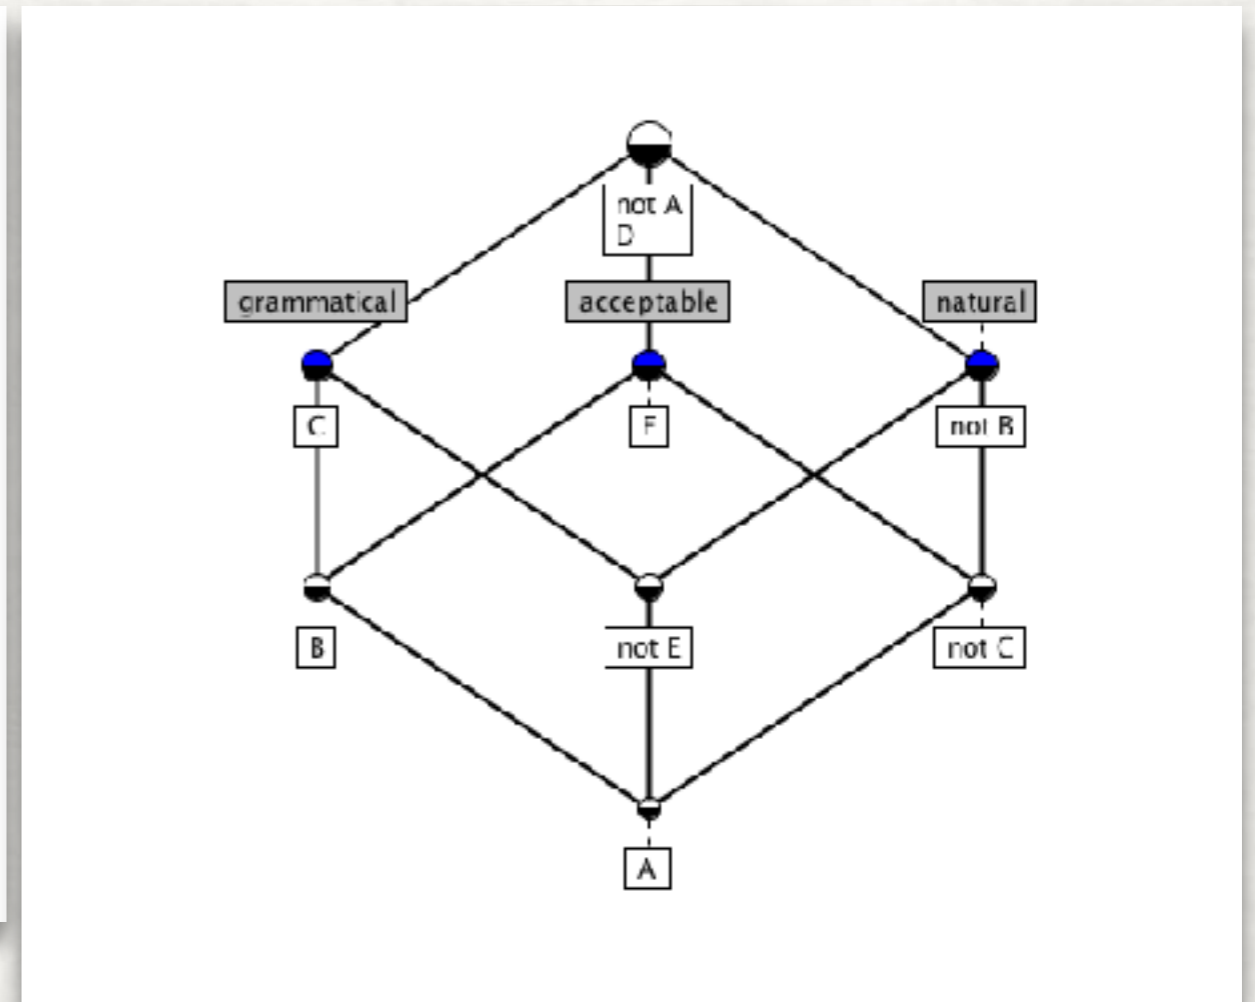 not A
D
grammatical
acceptable
natural
C
F
not B
B
not E
not C
A